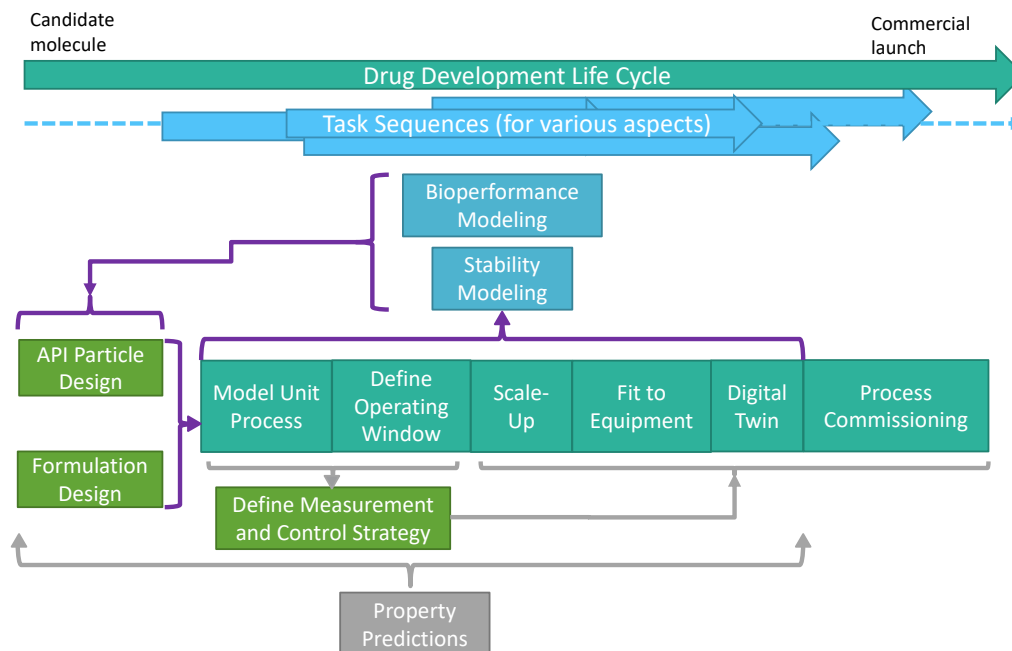 Candidate
molecule
Commercial
launch
Drug Development Life Cycle
Task Sequences (for various aspects)
Bioperformance
Modeling
Stability
Modeling
API Particle
Design
Formulation
Design
Model Unit
Process
Define
Operating
Window
Scale-
Up
Fit to
Equipment
Digital
Twin
Process
Commissioning
Define Measurement
and Control Strategy
Property
Predictions